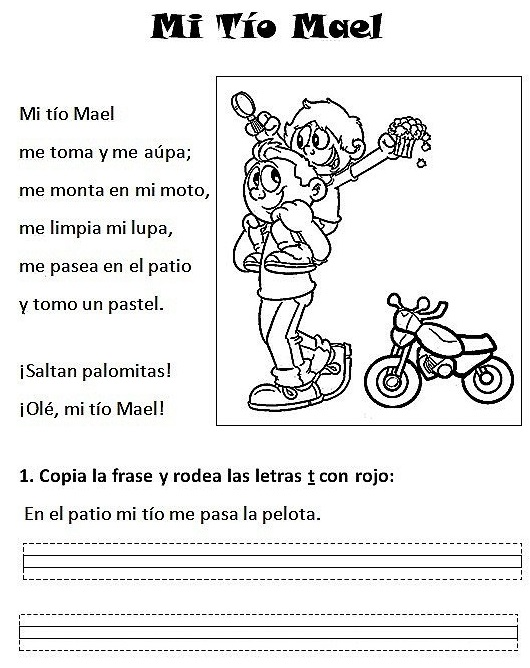 Mi Tío Mael
Mi tío Mael
me toma y me aúpa;
me monta en mi moto,
me limpia mi lupa,
me pasea en el patio
y tomo un pastel.
¡Saltan palomitas!
¡Olé, mi tío Mael!
1. Copia la frase y rodea las letras t con rojo:
En el patio mi tío me pasa la pelota.